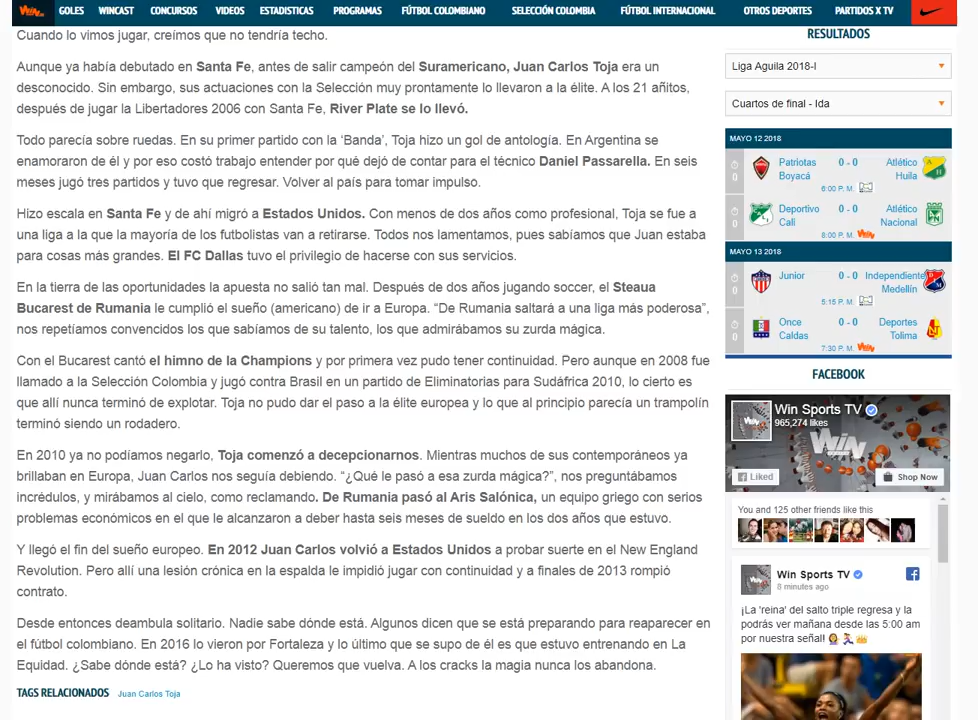 Win GOLES WINCAST CONCURSOS VIDEOS ESTADISTICAS PROGRAMAS FÚTBOL COLOMBIANO SELECCIÓN COLOMBIA FÚTBOL INTERNACIONAL OTROS DEPORTES PARTIDOS X TV
Cuando lo vimos jugar, creímos que no tendría techo.
Aunque ya había debutado en Santa Fe, antes de salir campeón del Suramericano, Juan Carlos Toja era un
desconocido. Sin embargo, sus actuaciones con la Selección muy prontamente lo llevaron a la élite. A los 21 añitos,
después de jugar la Libertadores 2006 con Santa Fe, River Plate se lo llevó.
Todo parecía sobre ruedas. En su primer partido con la ‘Banda’, Toja hizo un gol de antología. En Argentina se
enamoraron de él y por eso costó trabajo entender por qué dejó de contar para el técnico Daniel Passarella. En seis
meses jugó tres partidos y tuvo que regresar. Volver al país para tomar impulso.
Hizo escala en Santa Fe y de ahí migró a Estados Unidos. Con menos de dos años como profesional, Toja se fue a
una liga a la que la mayoría de los futbolistas van a retirarse. Todos nos lamentamos, pues sabíamos que Juan estaba
para cosas más grandes. El FC Dallas tuvo el privilegio de hacerse con sus servicios.
En la tierra de las oportunidades la apuesta no salió tan mal. Después de dos años jugando soccer, el Steaua
Bucarest de Rumania le cumplió el sueño (americano) de ir a Europa. “De Rumania saltará a una liga más poderosa”,
nos repetíamos convencidos los que sabíamos de su talento, los que admirábamos su zurda mágica.
Con el Bucarest cantó el himno de la Champions y por primera vez pudo tener continuidad. Pero aunque en 2008 fue
llamado a la Selección Colombia y jugó contra Brasil en un partido de Eliminatorias para Sudáfrica 2010, lo cierto es
que allí nunca terminó de explotar. Toja no pudo dar el paso a la élite europea y lo que al principio parecía un trampolín
terminó siendo un rodadero.
En 2010 ya no podíamos negarlo, Toja comenzó a decepcionarnos. Mientras muchos de sus contemporáneos ya
brillaban en Europa, Juan Carlos nos seguía debiendo. “¿Qué le pasó a esa zurda mágica?”, nos preguntábamos
incrédulos, y mirábamos al cielo, como reclamando. De Rumania pasó al Aris Salónica, un equipo griego con serios
problemas económicos en el que le alcanzaron a deber hasta seis meses de sueldo en los dos años que estuvo.
Y llegó el fin del sueño europeo. En 2012 Juan Carlos volvió a Estados Unidos a probar suerte en el New England
Revolution. Pero allí una lesión crónica en la espalda le impidió jugar con continuidad y a finales de 2013 rompió
contrato.
Desde entonces deambula solitario. Nadie sabe dónde está. Algunos dicen que se está preparando para reaparecer en
el fútbol colombiano. En 2016 lo vieron por Fortaleza y lo último que se supo de él es que estuvo entrenando en La
Equidad. ¿Sabe dónde está? ¿Lo ha visto? Queremos que vuelva. A los cracks la magia nunca los abandona.
TAGS RELACIONADOS Juan Carlos Toja
RESULTADOS
Liga Aguila 2018-I
Cuartos de final - Ida
MAYO 12 2018
0 Patriotas Boyacá 0 - 0 Atlético Huila
6:00 P. M.
0 Deportivo Cali 0 - 0 Atlético Nacional
8:00 P. M. Win
MAYO 13 2018
0 Junior 0 - 0 Independiente Medellín
5:15 P. M.
0 Once Caldas 0 - 0 Deportes Tolima
7:30 P. M. Win
FACEBOOK
Win Sports TV
965,274 likes
Win
Liked Shop Now
You and 125 other friends like this
Win Sports TV
8 minutes ago
¡La 'reina' del salto triple regresa y la
podrás ver mañana desde las 5:00 am
por nuestra señal!